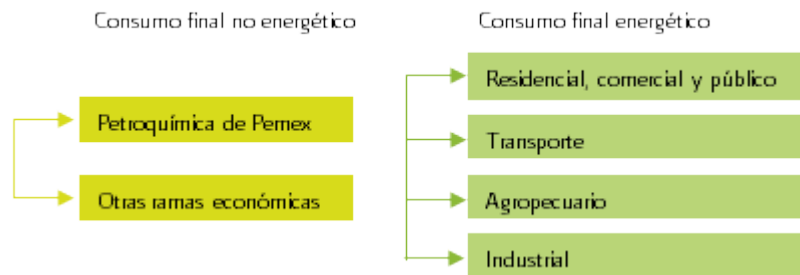 Consumo final no energético
Petroquímica de Pemex
Otras ramas económicas
Consumo final energético
Residencial, comercial y público
Transporte
Agropecuario
Industrial